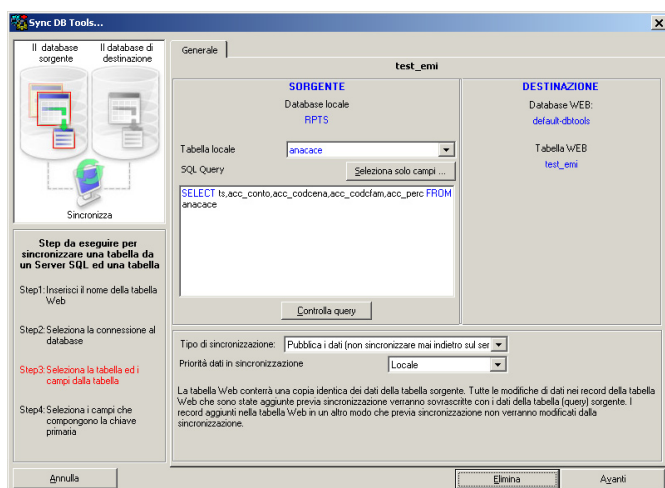 Sync DB Tools...
Il database sorgente
Il database di destinazione
Sincronizza
Step da eseguire per
sincronizzare una tabella da
un Server SQL ed una tabella
Step1: Inserisci il nome della tabella
Web
Step2: Seleziona la connessione al
database
Step3: Seleziona la tabella ed i
campi dalla tabella
Step4: Seleziona i campi che
compongono la chiave
primaria
Generale
test_emi
SORGENTE
Database locale
RPTS
Tabella locale
anacace
SQL Query
Seleziona solo campi ...
SELECT ts,acc_conto,acc_codcena,acc_codcfam,acc_perc FROM
anacace
Controlla query
DESTINAZIONE
Database WEB:
default-dbtools
Tabella WEB
test_emi
Tipo di sincronizzazione:
Pubblica i dati (non sincronizzare mai indietro sul ser
Priorità dati in sincronizzazione
Locale
La tabella Web conterrà una copia identica dei dati della tabella sorgente. Tutte le modifiche di dati nei record della tabella
Web che sono state aggiunte previa sincronizzazione verranno sovrascritte con i dati della tabella (query) sorgente. I
record aggiunti nella tabella Web in un altro modo che previa sincronizzazione non verranno modificati dalla
sincronizzazione.
Annulla
Elimina
Avanti